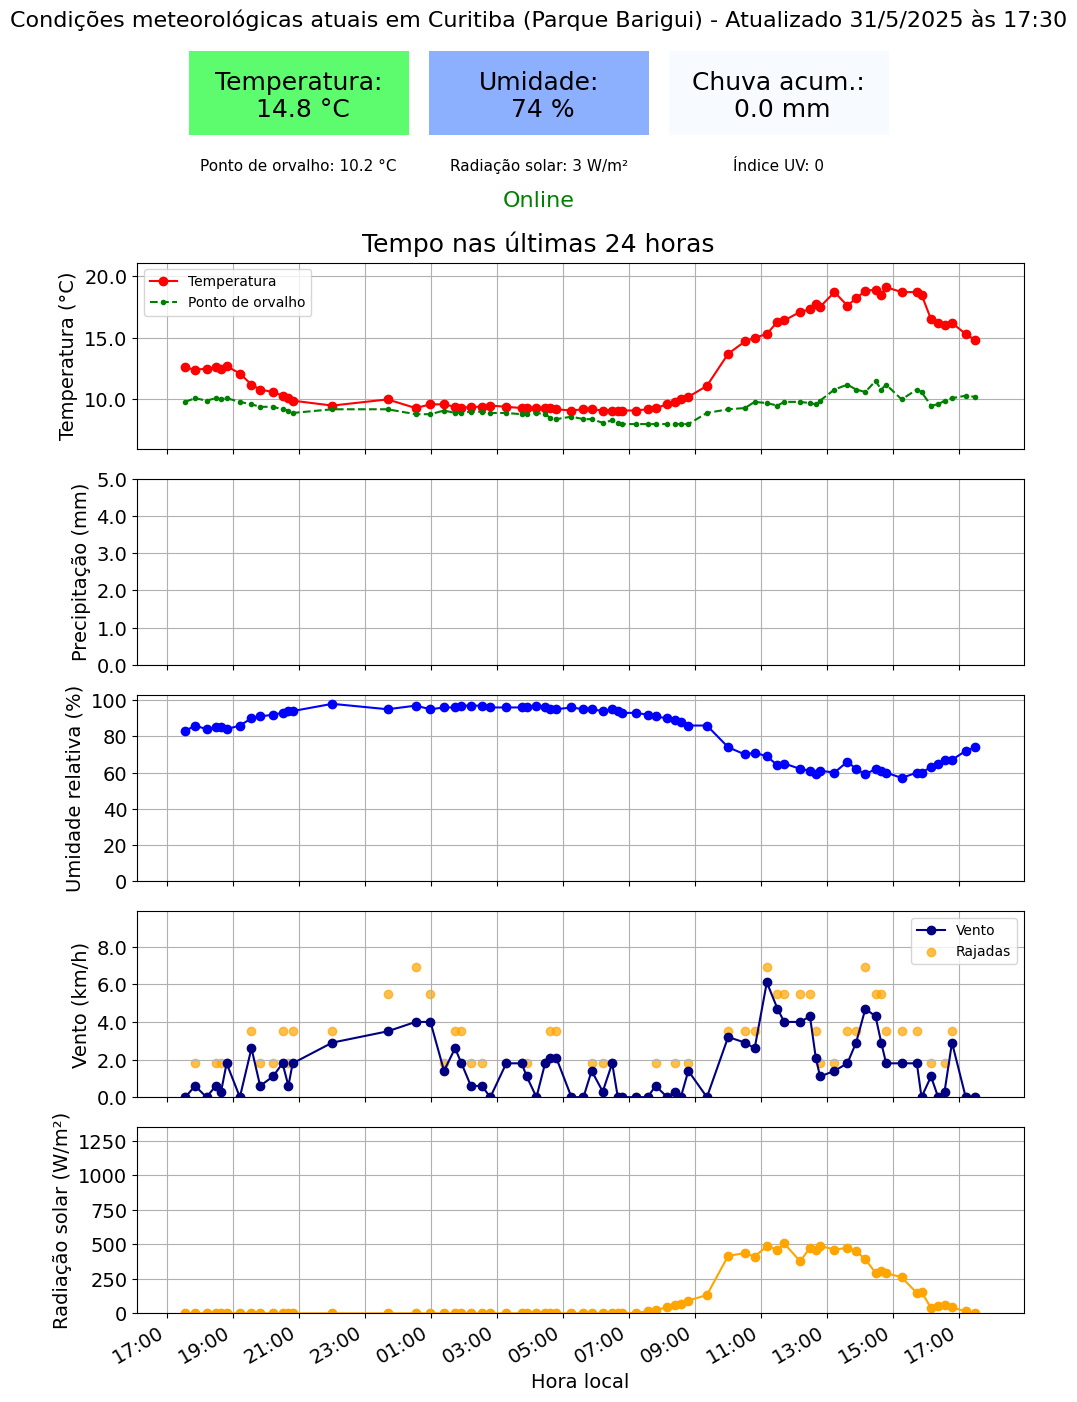 Condições meteorológicas atuais em Curitiba (Parque Barigui) - Atualizado 31/5/2025 às 17:30
Temperatura:
14.8 °C
Umidade:
74 %
Chuva acum.:
0.0 mm
Ponto de orvalho: 10.2 °C
Radiação solar: 3 W/m²
Índice UV: 0
Online
Tempo nas últimas 24 horas
Temperatura (°C)
20.0
15.0
10.0
Temperatura
Ponto de orvalho
Precipitação (mm)
5.0
4.0
3.0
2.0
1.0
0.0
Umidade relativa (%)
100
80
60
40
20
0
Vento (km/h)
8.0
6.0
4.0
2.0
0.0
Vento
Rajadas
Radiação solar (W/m²)
1250
1000
750
500
250
0
17:00
19:00
21:00
23:00
01:00
03:00
05:00
07:00
09:00
11:00
13:00
15:00
17:00
Hora local